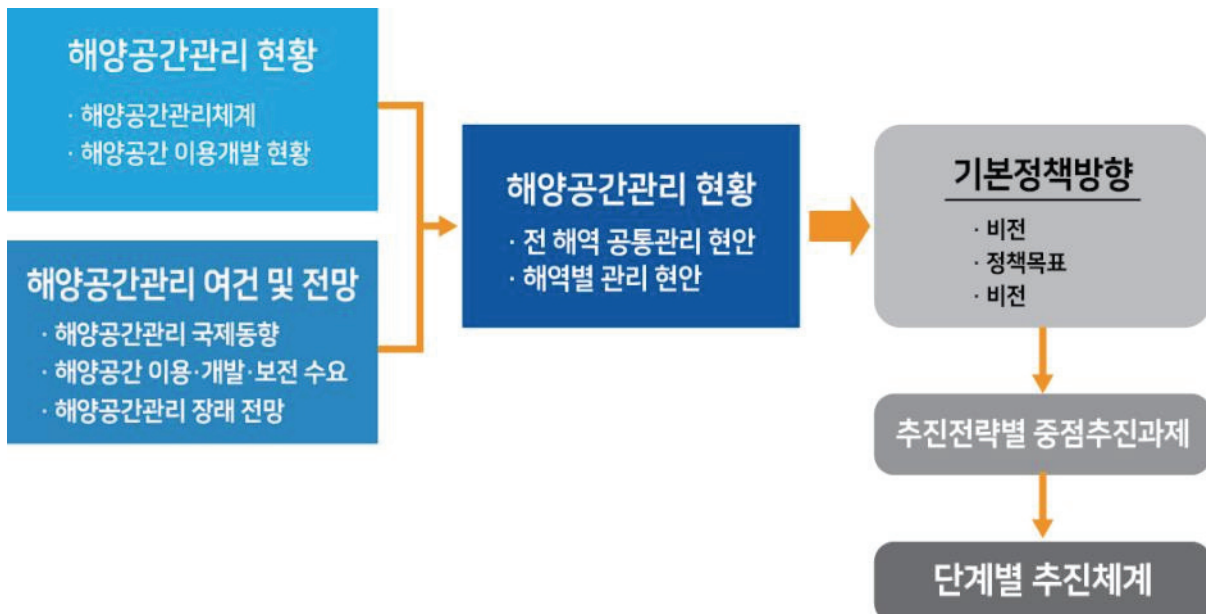 해양공간관리 현황
· 해양공간관리체계
· 해양공간 이용개발 현황
해양공간관리 여건 및 전망
· 해양공간관리 국제동향
· 해양공간 이용·개발·보전 수요
· 해양공간관리 장래 전망
해양공간관리 현황
· 전 해역 공통관리 현안
· 해역별 관리 현안
기본정책방향
· 비전
· 정책목표
· 비전
추진전략별 중점추진과제
단계별 추진체계